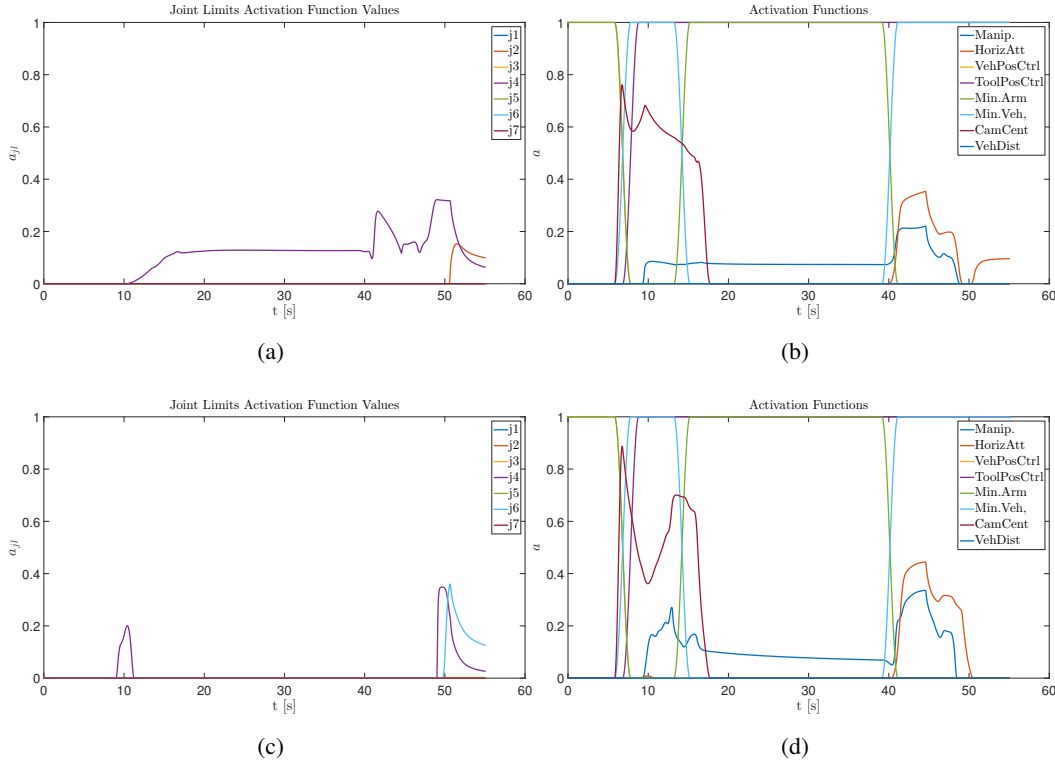 Joint Limits Activation Function Values
1
0.8
0.6
0.4
0.2
0
a_jl
0 10 20 30 40 50 60
t [s]
j1
j2
j3
j4
j5
j6
j7
(a)
Activation Functions
1
0.8
0.6
0.4
0.2
0
a
0 10 20 30 40 50 60
t [s]
Manip.
HorizAtt
VehPosCtrl
ToolPosCtrl
Min.Arm
Min.Veh,
CamCent
VehDist
(b)
Joint Limits Activation Function Values
1
0.8
0.6
0.4
0.2
0
a_jl
0 10 20 30 40 50 60
t [s]
j1
j2
j3
j4
j5
j6
j7
(c)
Activation Functions
1
0.8
0.6
0.4
0.2
0
a
0 10 20 30 40 50 60
t [s]
Manip.
HorizAtt
VehPosCtrl
ToolPosCtrl
Min.Arm
Min.Veh,
CamCent
VehDist
(d)